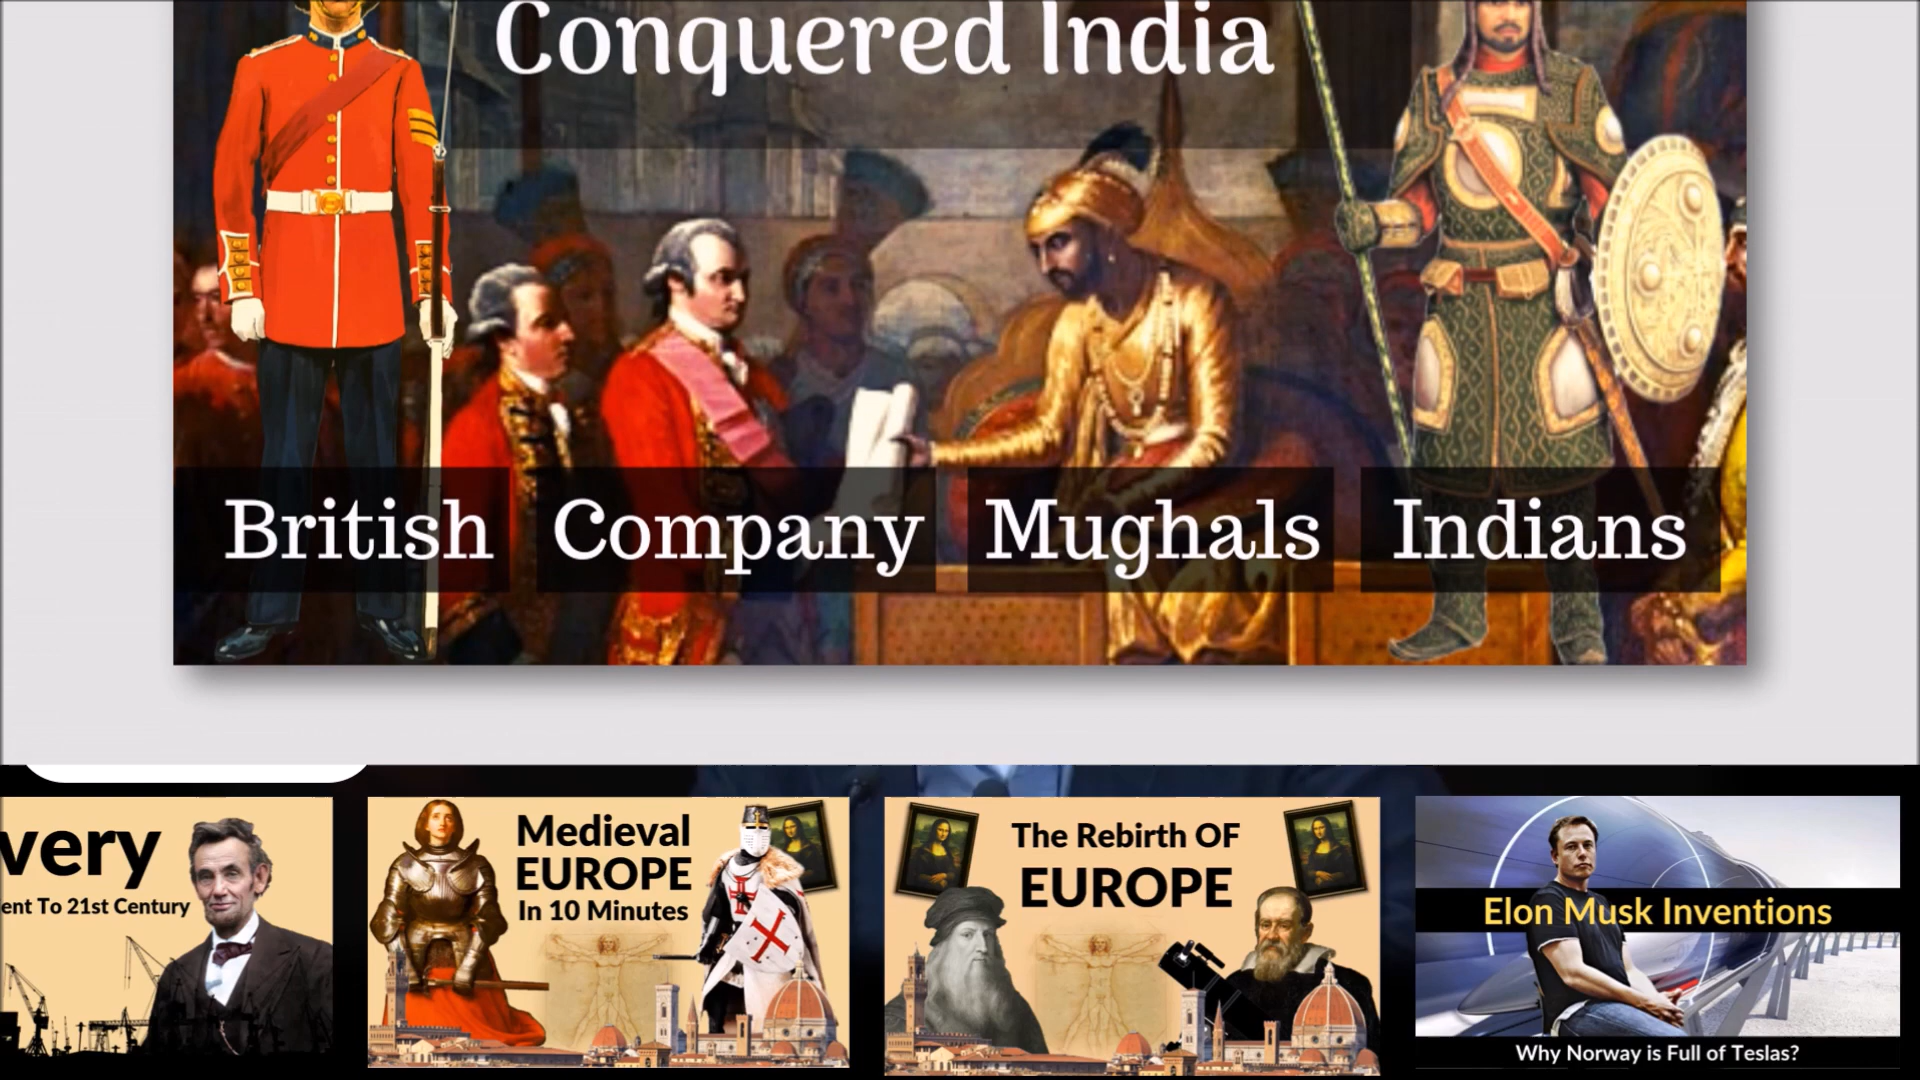 Conquered India
British Company Mughals Indians
very
ent To 21st Century
Medieval
EUROPE
In 10 Minutes
The Rebirth OF
EUROPE
Elon Musk Inventions
Why Norway is Full of Teslas?